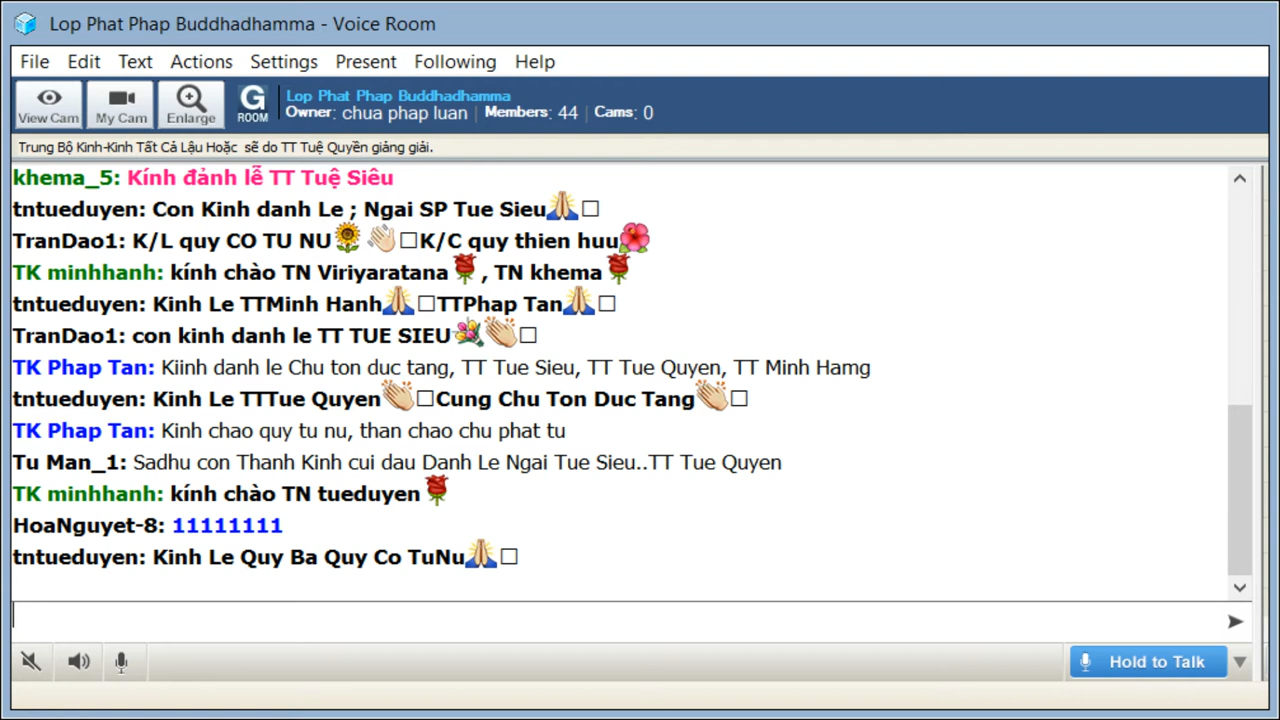 Lop Phat Phap Buddhadhamma - Voice Room
File Edit Text Actions Settings Present Following Help
View Cam My Cam Enlarge G ROOM Lop Phat Phap Buddhadhamma
Owner: chua phap luan | Members: 44 | Cams: 0
Trung Bộ Kinh-Kinh Tất Cả Lậu Hoặc sẽ do TT Tuệ Quyền giảng giải.
khema_5: Kính đảnh lễ TT Tuệ Siêu
tntueduyen: Con Kinh danh Le ; Ngai SP Tue Sieu🙏🏼□
TranDao1: K/L quy CO TU NU🌻👋🏼□K/C quy thien huu🌺
TK minhhanh: kính chào TN Viriyaratana🌹, TN khema🌹
tntueduyen: Kinh Le TTMinh Hanh🙏🏼□TTPhap Tan🙏🏼□
TranDao1: con kinh danh le TT TUE SIEU💐👏🏼□
TK Phap Tan: Kiinh danh le Chu ton duc tang, TT Tue Sieu, TT Tue Quyen, TT Minh Hamg
tntueduyen: Kinh Le TTTue Quyen👏🏼□Cung Chu Ton Duc Tang👏🏼□
TK Phap Tan: Kinh chao quy tu nu, than chao chu phat tu
Tu Man_1: Sadhu con Thanh Kinh cui dau Danh Le Ngai Tue Sieu..TT Tue Quyen
TK minhhanh: kính chào TN tueduyen🌹
HoaNguyet-8: 11111111
tntueduyen: Kinh Le Quy Ba Quy Co TuNu🙏🏼□
Hold to Talk